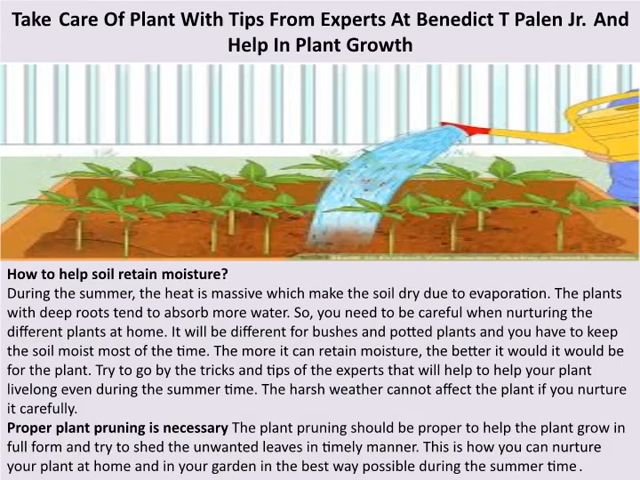 Take Care Of Plant With Tips From Experts At Benedict T Palen Jr. And
Help In Plant Growth
How to help soil retain moisture?
During the summer, the heat is massive which make the soil dry due to evaporation. The plants
with deep roots tend to absorb more water. So, you need to be careful when nurturing the
different plants at home. It will be different for bushes and potted plants and you have to keep
the soil moist most of the time. The more it can retain moisture, the better it would it would be
for the plant. Try to go by the tricks and tips of the experts that will help to help your plant
livelong even during the summer time. The harsh weather cannot affect the plant if you nurture
it carefully.
Proper plant pruning is necessary The plant pruning should be proper to help the plant grow in
full form and try to shed the unwanted leaves in timely manner. This is how you can nurture
your plant at home and in your garden in the best way possible during the summer time.